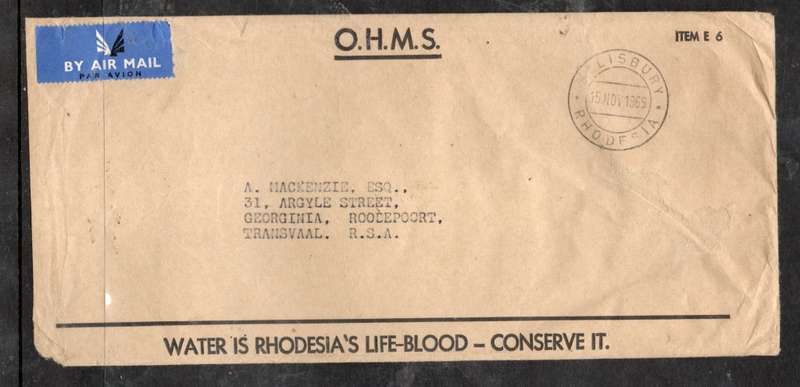 BY AIR MAIL
PAR AVION
O.H.M.S.
ITEM E 6
SALISBURY
15 NOV 1965
RHODESIA
A. MACKENZIE, ESQ.,
31, ARGYLE STREET,
GEORGINIA, ROODEPOORT,
TRANSVAAL. R.S.A.
WATER IS RHODESIA'S LIFE-BLOOD – CONSERVE IT.